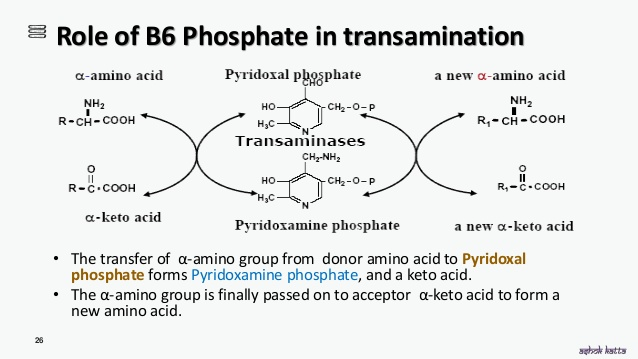 Role of B6 Phosphate in transamination
α-amino acid
Pyridoxal phosphate
a new α-amino acid
CHO
NH2
R-CH-COOH
HO
CH2-O-P
H3C
N
NH2
R1-CH-COOH
Transaminases
O
R-C-COOH
CH2-NH2
HO
CH2-O-P
H3C
N
O
R1-C-COOH
α-keto acid
Pyridoxamine phosphate
a new α-keto acid
• The transfer of α-amino group from donor amino acid to Pyridoxal
phosphate forms Pyridoxamine phosphate, and a keto acid.
• The α-amino group is finally passed on to acceptor α-keto acid to form a
new amino acid.
26
ashok katta